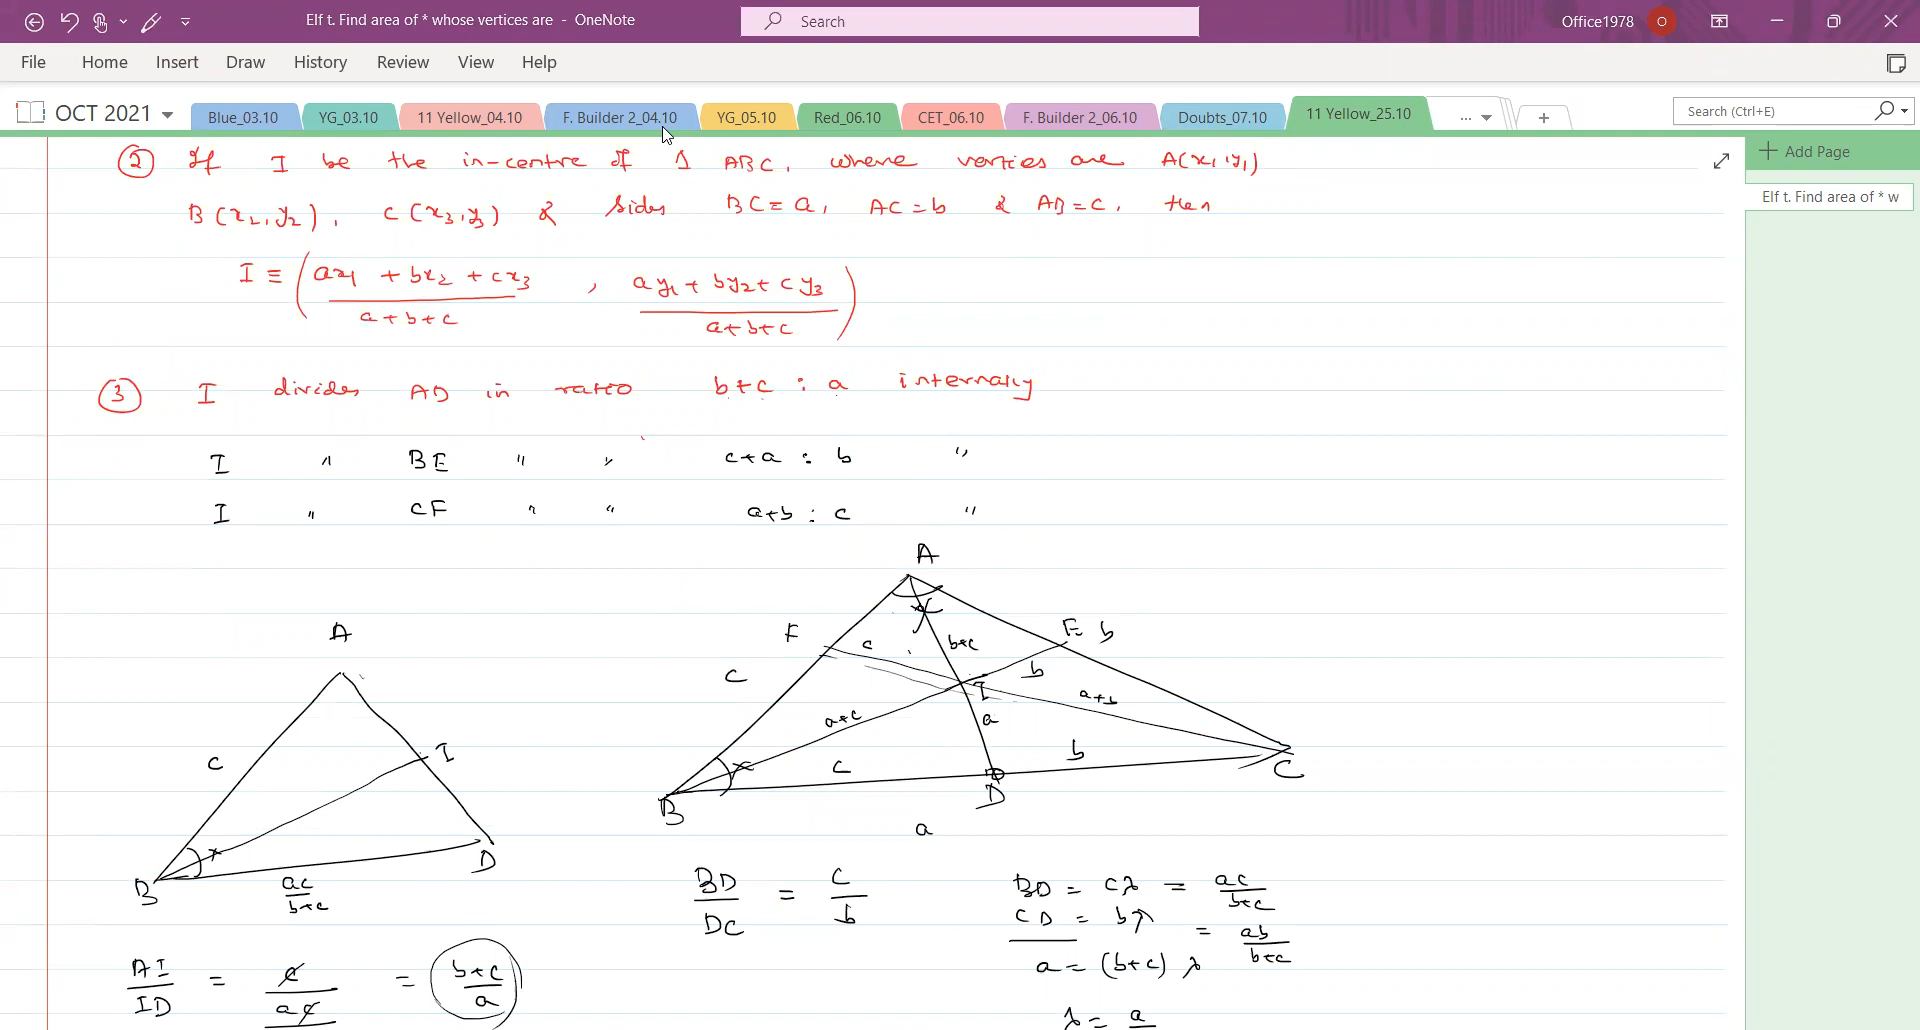 Elf t. Find area of * whose vertices are - OneNote
Search
Office1978
O
File Home Insert Draw History Review View Help
OCT 2021
Blue_03.10 YG_03.10 11 Yellow_04.10 F. Builder 2_04.10 YG_05.10 Red_06.10 CET_06.10 F. Builder 2_06.10 Doubts_07.10 11 Yellow_25.10 ... +
Search (Ctrl+E)
+ Add Page
Elf t. Find area of * w
② If I be the in-centre of Δ ABC, where verties are A(x₁,y₁)
B(x₂,y₂), C(x₃,y₃) & sides BC=a, AC=b & AB=c, then
I ≡ ( ax₁ + bx₂ + cx₃ / a+b+c , ay₁ + by₂ + cy₃ / a+b+c )
③ I divides AD in ratio b+c : a internally
I " BE " " c+a : b "
I " CF " " a+b : c "
A
F c b+c E b
c I b
a+c a a+b
c b
B D C
a
A
c I
B D
ac/b+c
BD/DC = c/b
BD = cλ = ac/b+c
CD = bλ = ab/b+c
a = (b+c) λ
AI/ID = c/ac = b+c/a
λ = a